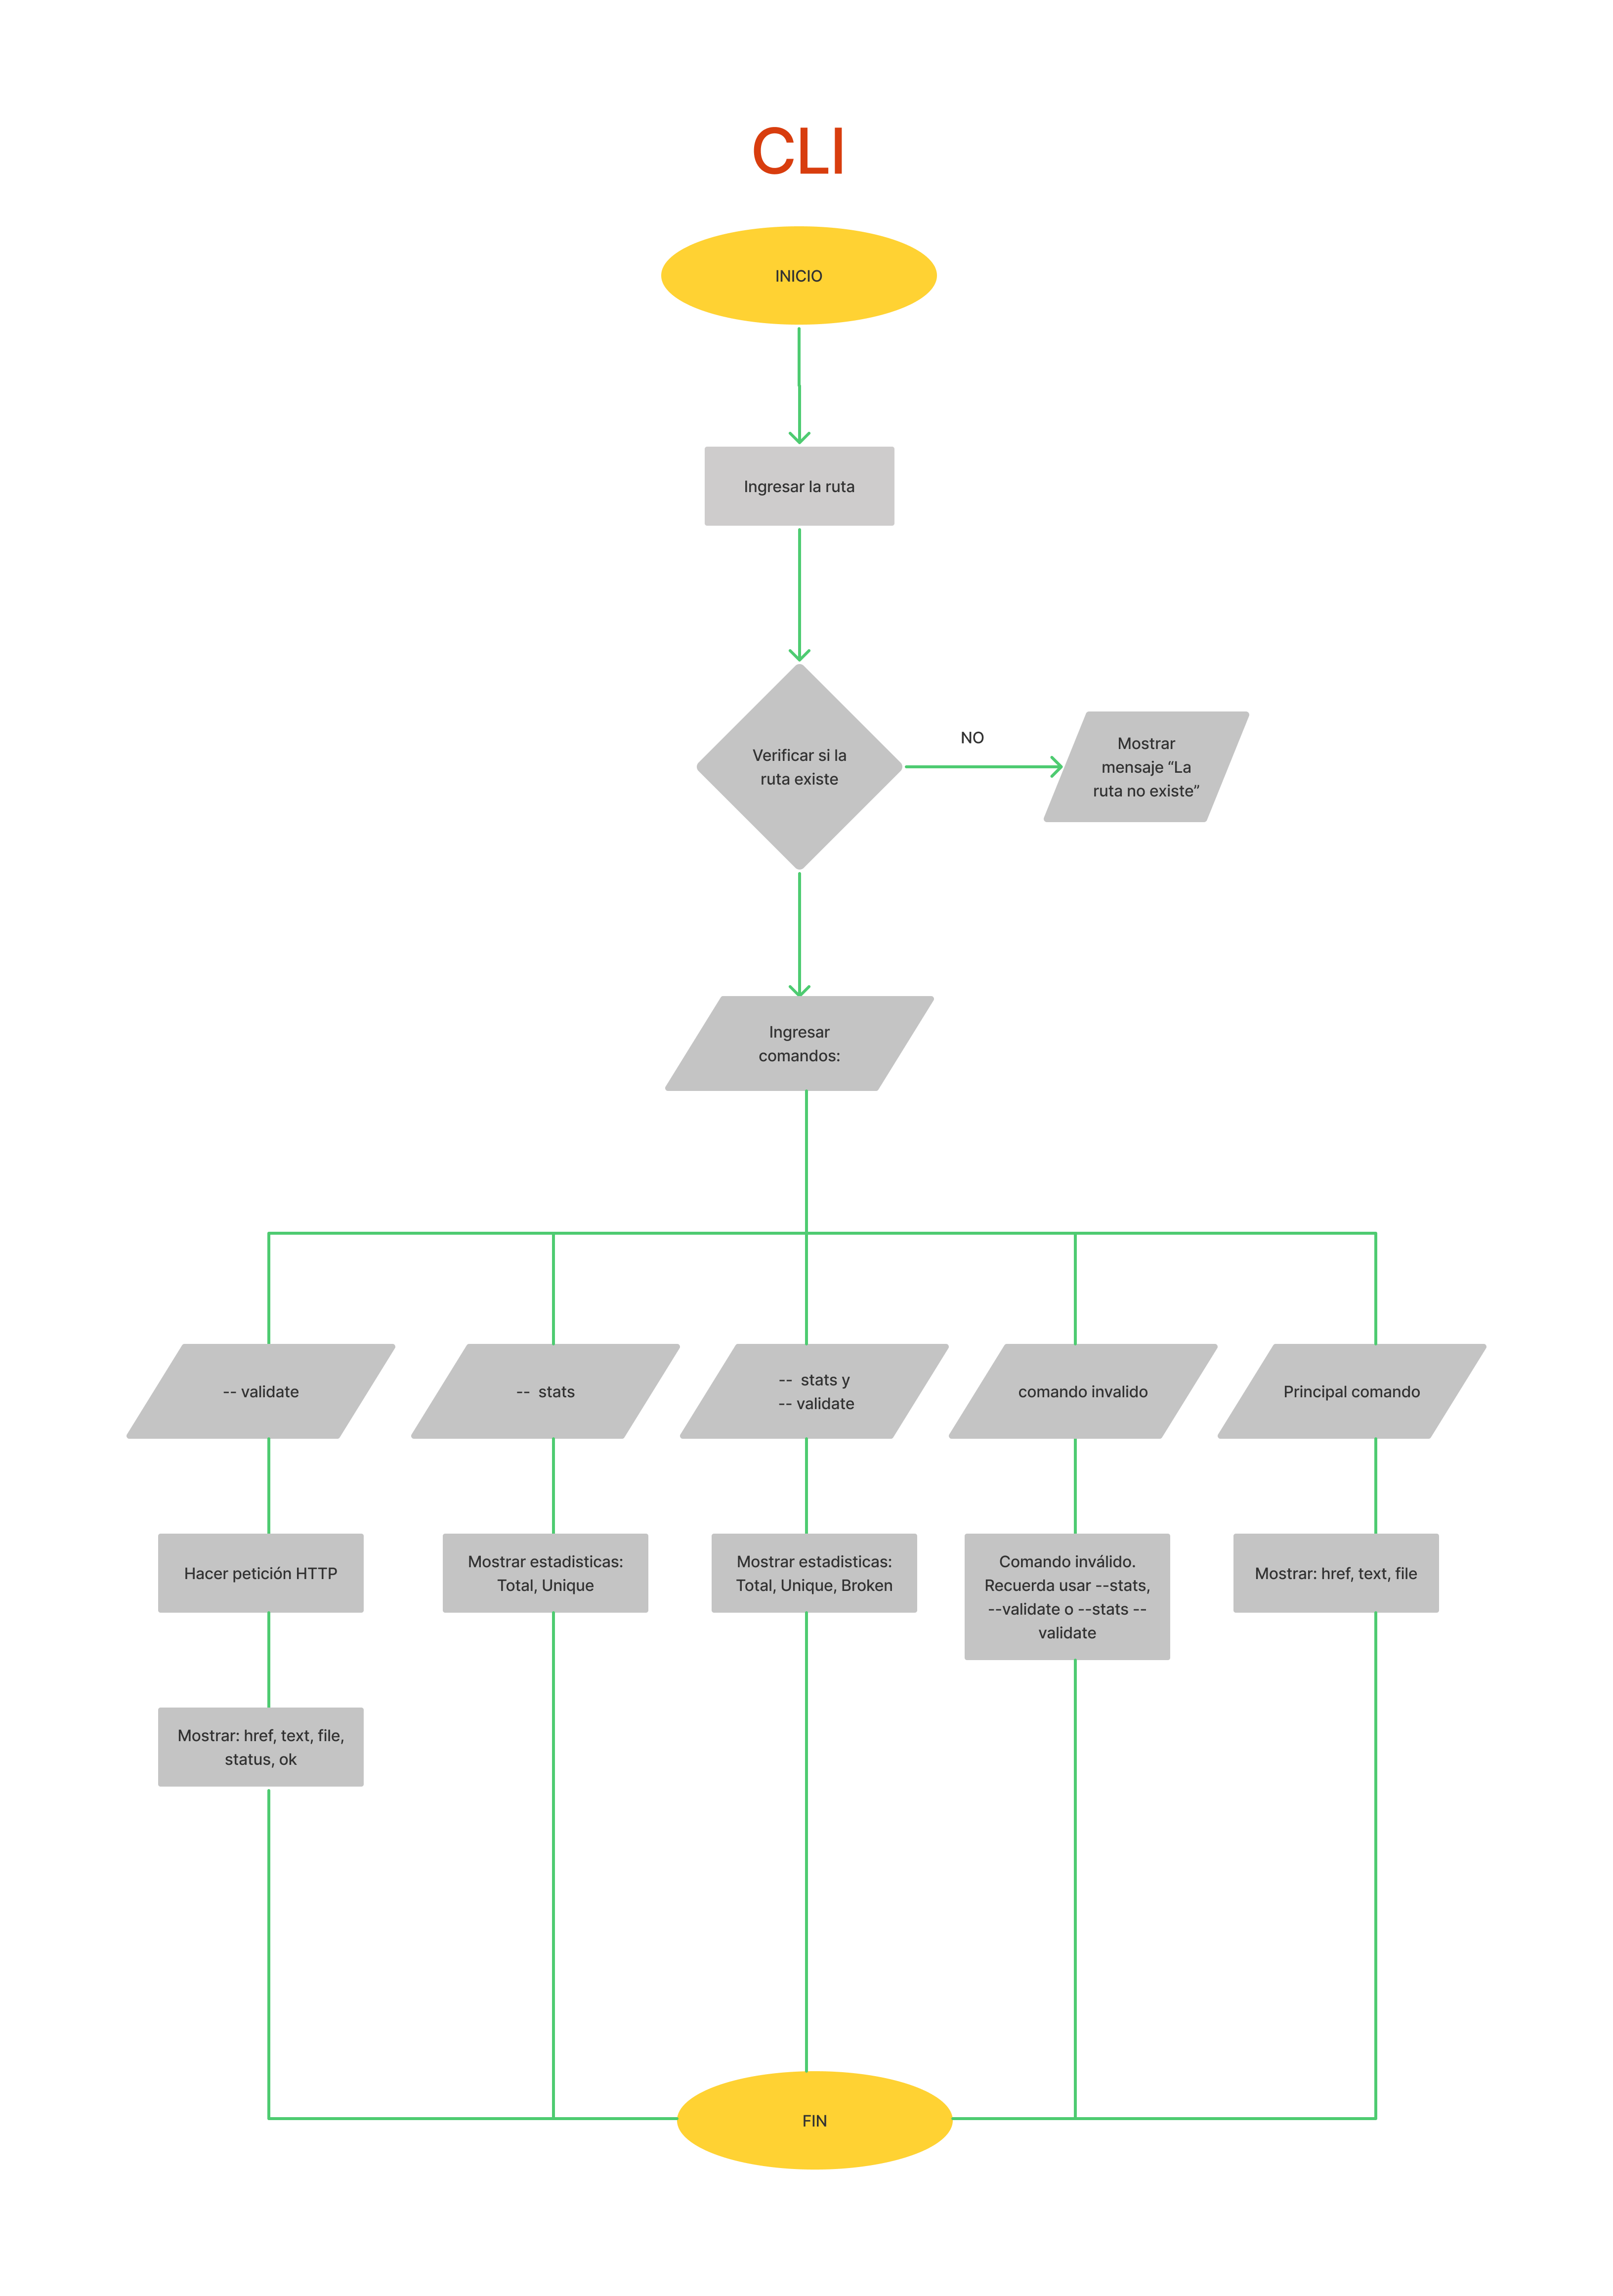 CLI
INICIO
Ingresar la ruta
Verificar si la
ruta existe
NO
Mostrar
mensaje “La
ruta no existe”
Ingresar
comandos:
-- validate
--  stats
--  stats y
-- validate
comando invalido
Principal comando
Hacer petición HTTP
Mostrar estadisticas:
Total, Unique
Mostrar estadisticas:
Total, Unique, Broken
Comando inválido.
Recuerda usar --stats,
--validate o --stats --
validate
Mostrar: href, text, file
Mostrar: href, text, file,
status, ok
FIN